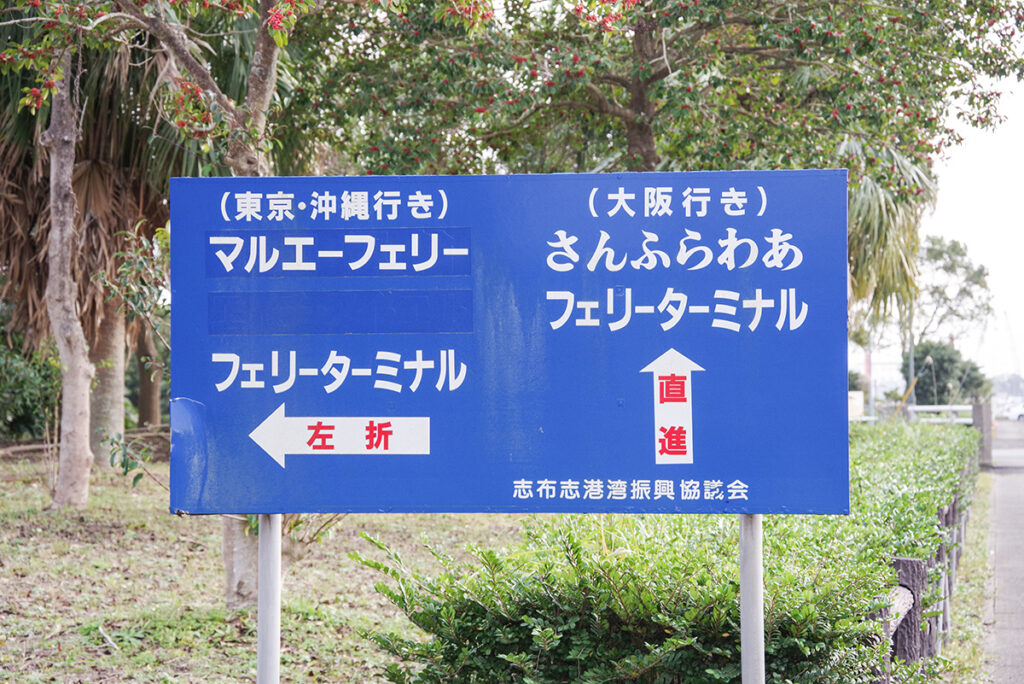 (東京・沖縄行き)
マルエーフェリー
フェリーターミナル
左折
(大阪行き)
さんふらわあ
フェリーターミナル
直進
志布志港湾振興協議会